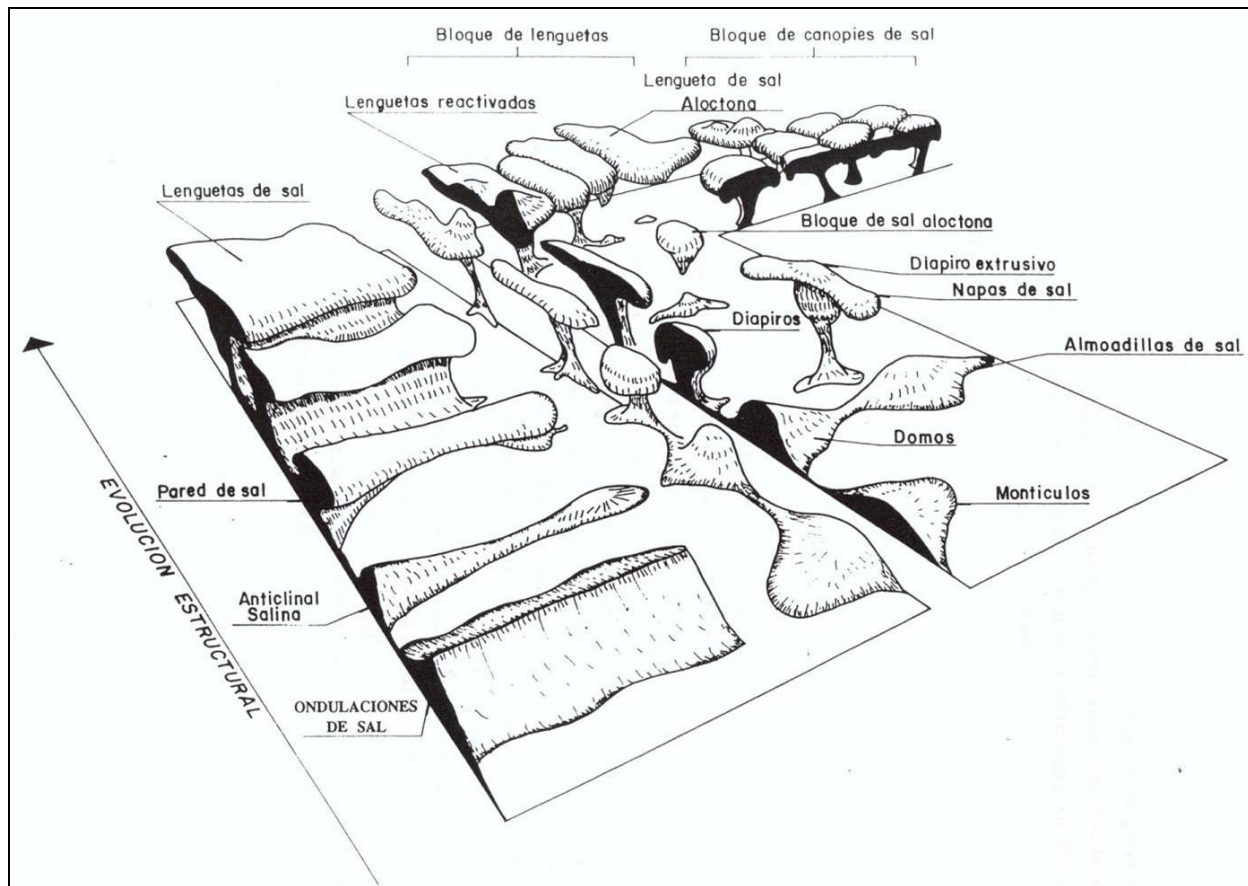 Bloque de lenguetas
Bloque de canopies de sal
Lengueta de sal
Aloctona
Lenguetas reactivadas
Lenguetas de sal
Bloque de sal aloctona
Diapiro extrusivo
Napas de sal
Diapiros
Almoadillas de sal
Domos
Pared de sal
Monticulos
Anticlinal
Salina
ONDULACIONES
DE SAL
EVOLUCION ESTRUCTURAL